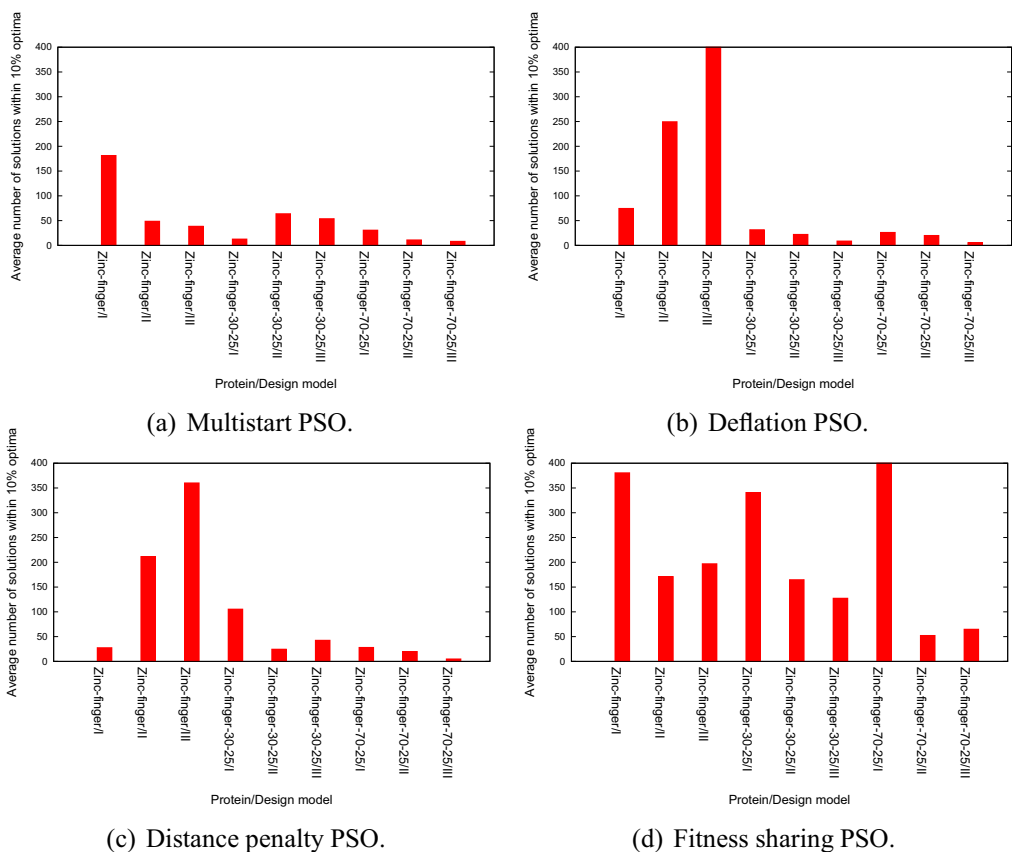 Average number of solutions within 10% optima
400
350
300
250
200
150
100
50
0
Zinc-finger/I
Zinc-finger/II
Zinc-finger/III
Zinc-finger-30-25/I
Zinc-finger-30-25/II
Zinc-finger-30-25/III
Zinc-finger-70-25/I
Zinc-finger-70-25/II
Zinc-finger-70-25/III
Protein/Design model
(a) Multistart PSO.
Average number of solutions within 10% optima
400
350
300
250
200
150
100
50
0
Zinc-finger/I
Zinc-finger/II
Zinc-finger/III
Zinc-finger-30-25/I
Zinc-finger-30-25/II
Zinc-finger-30-25/III
Zinc-finger-70-25/I
Zinc-finger-70-25/II
Zinc-finger-70-25/III
Protein/Design model
(b) Deflation PSO.
Average number of solutions within 10% optima
400
350
300
250
200
150
100
50
0
Zinc-finger/I
Zinc-finger/II
Zinc-finger/III
Zinc-finger-30-25/I
Zinc-finger-30-25/II
Zinc-finger-30-25/III
Zinc-finger-70-25/I
Zinc-finger-70-25/II
Zinc-finger-70-25/III
Protein/Design model
(c) Distance penalty PSO.
Average number of solutions within 10% optima
400
350
300
250
200
150
100
50
0
Zinc-finger/I
Zinc-finger/II
Zinc-finger/III
Zinc-finger-30-25/I
Zinc-finger-30-25/II
Zinc-finger-30-25/III
Zinc-finger-70-25/I
Zinc-finger-70-25/II
Zinc-finger-70-25/III
Protein/Design model
(d) Fitness sharing PSO.